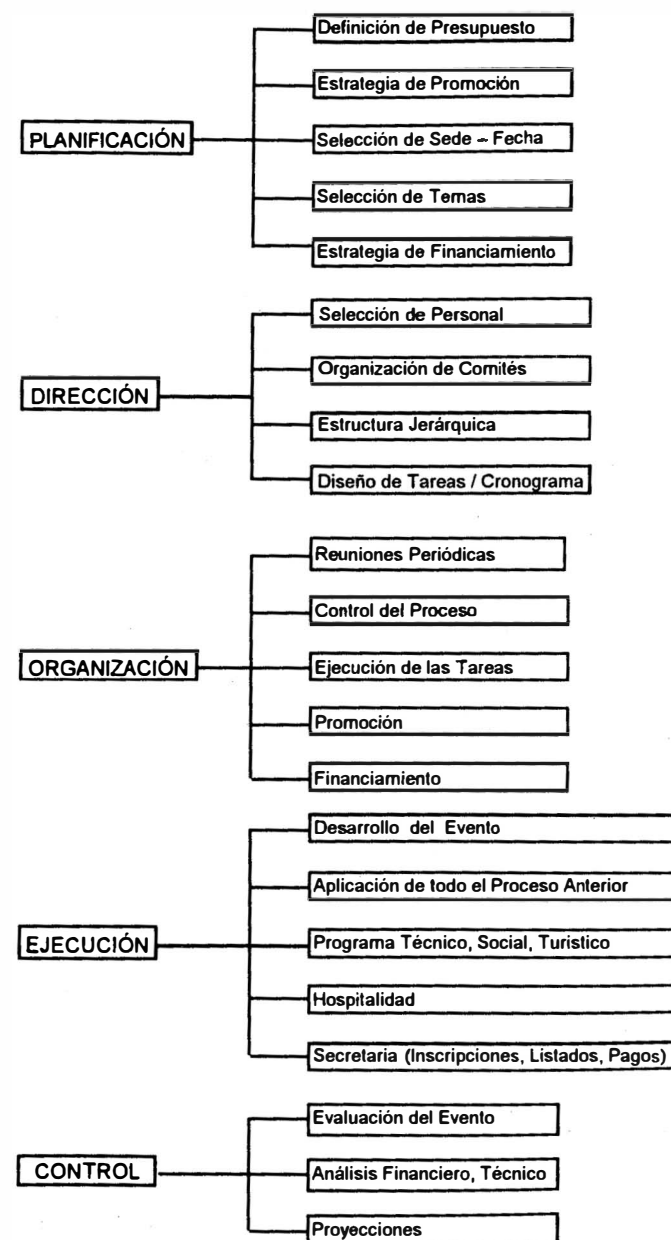 Definición de Presupuesto
Estrategia de Promoción
PLANIFICACIÓN
Selección de Sede – Fecha
Selección de Temas
Estrategia de Financiamiento
Selección de Personal
Organización de Comités
DIRECCIÓN
Estructura Jerárquica
Diseño de Tareas / Cronograma
Reuniones Periódicas
Control del Proceso
ORGANIZACIÓN
Ejecución de las Tareas
Promoción
Financiamiento
Desarrollo del Evento
Aplicación de todo el Proceso Anterior
EJECUCIÓN
Programa Técnico, Social, Turistico
Hospitalidad
Secretaria (Inscripciones, Listados, Pagos)
Evaluación del Evento
CONTROL
Análisis Financiero, Técnico
Proyecciones